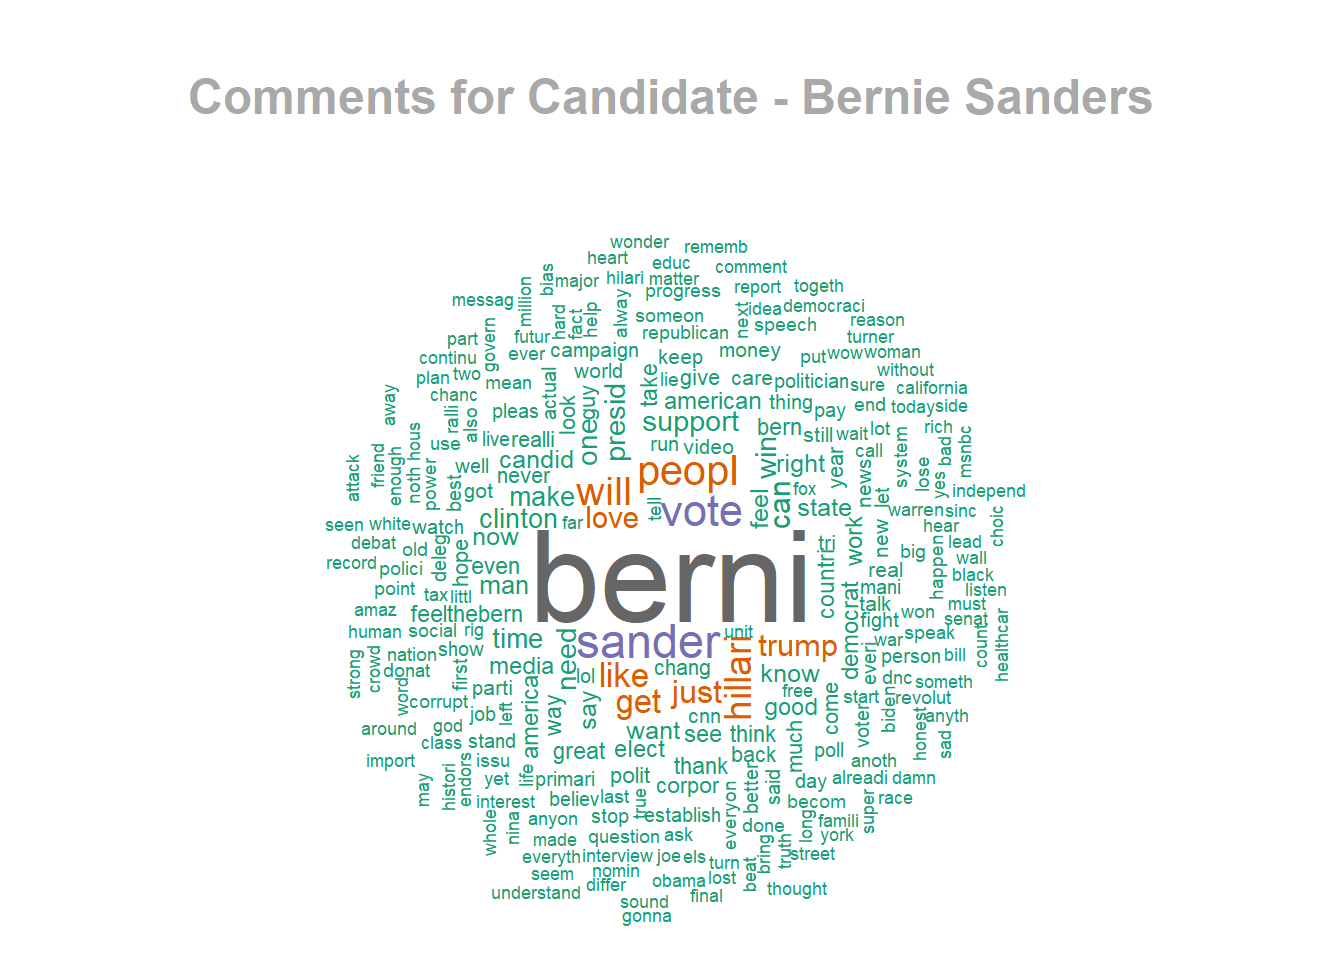 Comments for Candidate - Bernie Sanders
wonder rememb
heart educ comment
bias major hilari matter
million progress report togeth
messag hard fact help alway someon next idea democraci
part govern futur republican speech reason
continu ever campaign keep money put wow woman turner
plan two mean actual world lie give care politician sure without
chanc guy take american thing pay end today side california
away ralli also pleas look one presid support bern still wait lot rich
use live realli run video win right year call system bad msnbc
attack friend enough noth hous power well candid never peopl fox news lose yes independ
best got make will tell vote feel can state let warren sinc
seen white watch clinton far love new hear choic
debat old deleg now berni tri work big happen lead
record polici hope even countri real wall
point tax littl man mani black listen
amaz feelthebern talk won must
human social rig time sander unit trump democrat fight war speak senat count healthcar
strong crowd nation show need media lol chang hillari know everi person bill
donat first parti like free dnc someth
word corrupt job left america way say get just cnn good come start biden revolut anyth
around god want see think voter honest sad
class stand great elect back much poll anoth
import issu thank
may histori endors yet life primari polit corpor better said day alreadi damn
interest believ last true becom super race
whole nina anyon stop establish everyon done long famili
made question ask york
everyth interview joe els turn bring truth street
seem nomin beat
understand differ obama lost thought
sound final
gonna